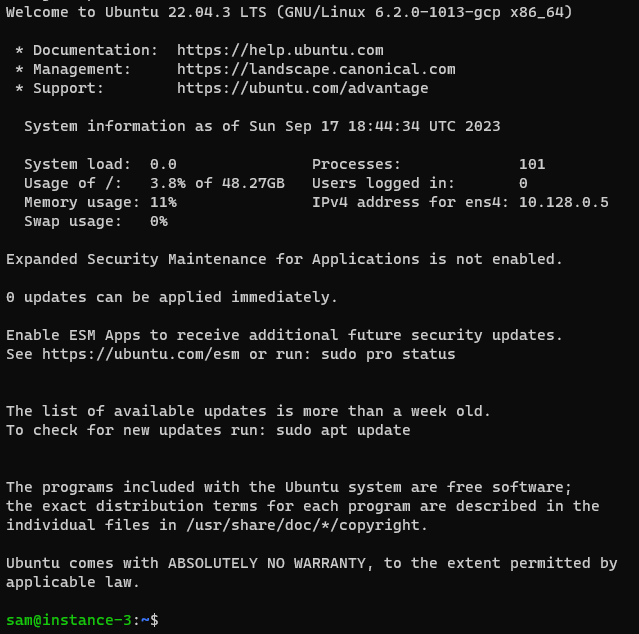 Welcome to Ubuntu 22.04.3 LTS (GNU/Linux 6.2.0-1013-gcp x86_64)

 * Documentation:  https://help.ubuntu.com
 * Management:     https://landscape.canonical.com
 * Support:        https://ubuntu.com/advantage

  System information as of Sun Sep 17 18:44:34 UTC 2023

  System load:  0.0               Processes:             101
  Usage of /:   3.8% of 48.27GB   Users logged in:       0
  Memory usage: 11%               IPv4 address for ens4: 10.128.0.5
  Swap usage:   0%

Expanded Security Maintenance for Applications is not enabled.

0 updates can be applied immediately.

Enable ESM Apps to receive additional future security updates.
See https://ubuntu.com/esm or run: sudo pro status

The list of available updates is more than a week old.
To check for new updates run: sudo apt update

The programs included with the Ubuntu system are free software;
the exact distribution terms for each program are described in the
individual files in /usr/share/doc/*/copyright.

Ubuntu comes with ABSOLUTELY NO WARRANTY, to the extent permitted by
applicable law.

sam@instance-3:~$